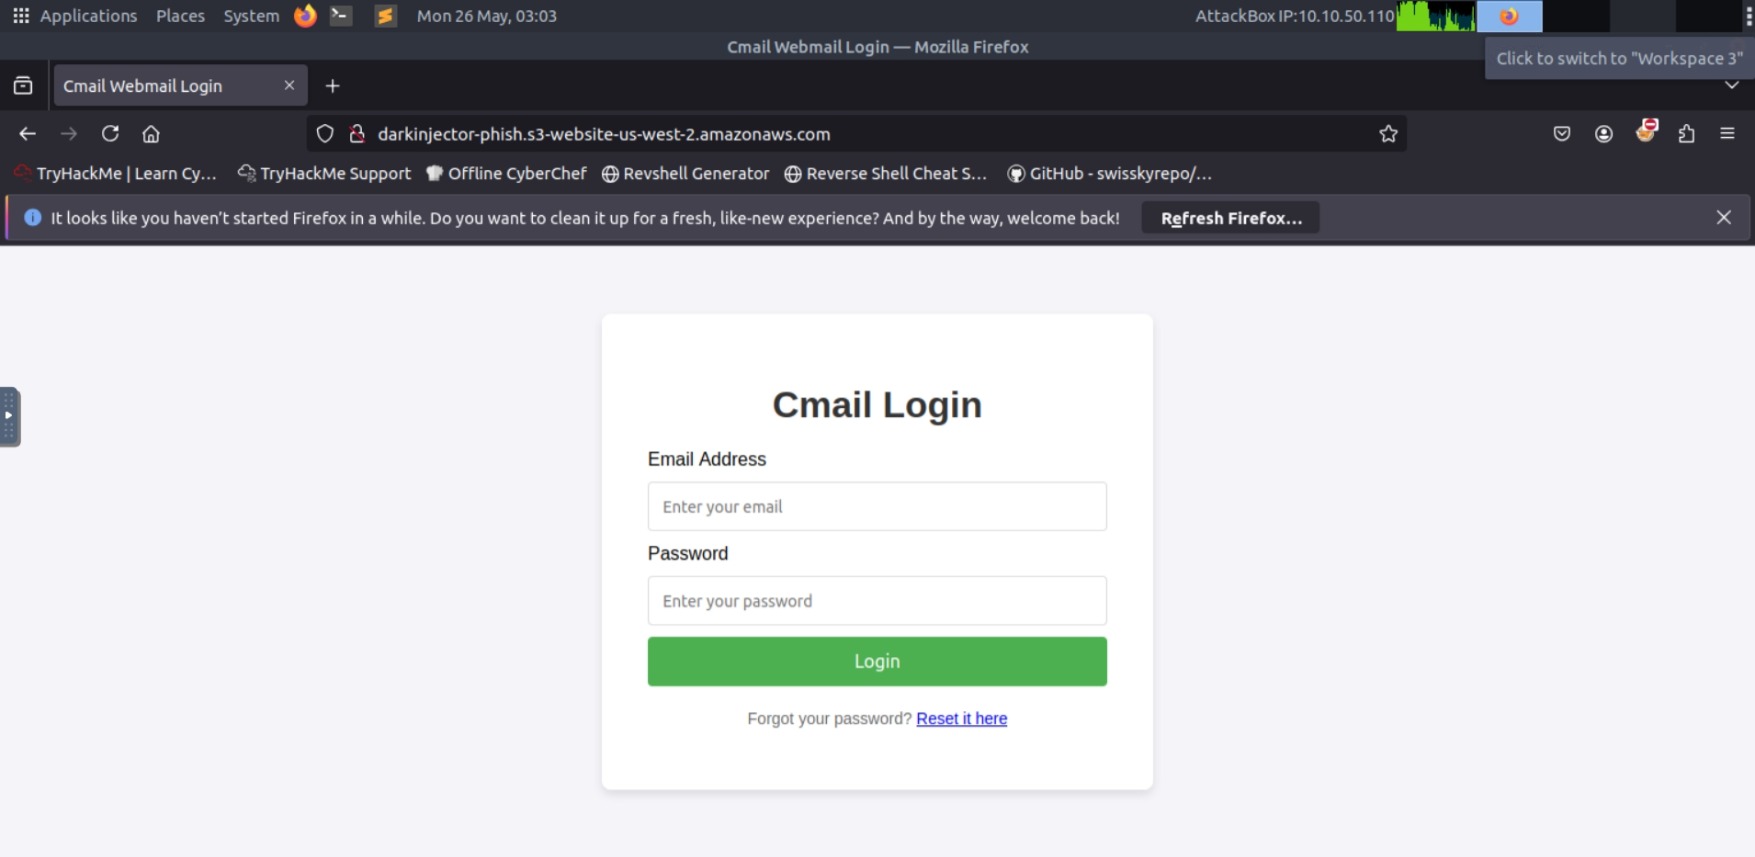 Applications Places System Mon 26 May, 03:03 AttackBox IP:10.10.50.110
Cmail Webmail Login — Mozilla Firefox
Click to switch to "Workspace 3"
Cmail Webmail Login
darkinjector-phish.s3-website-us-west-2.amazonaws.com
TryHackMe | Learn Cy... TryHackMe Support Offline CyberChef Revshell Generator Reverse Shell Cheat S... GitHub - swisskyrepo/...
It looks like you haven't started Firefox in a while. Do you want to clean it up for a fresh, like-new experience? And by the way, welcome back! Refresh Firefox...
Cmail Login
Email Address
Enter your email
Password
Enter your password
Login
Forgot your password? Reset it here